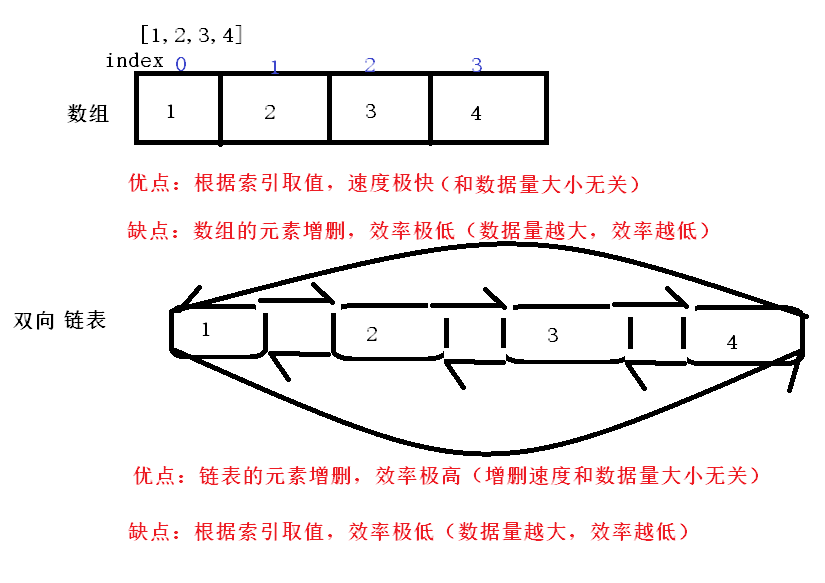 [1,2,3,4]
index 0 1 2 3
数组 1 2 3 4
优点：根据索引取值，速度极快（和数据量大小无关）
缺点：数组的元素增删，效率极低（数据量越大，效率越低）
双向 链表 1 2 3 4
优点：链表的元素增删，效率极高（增删速度和数据量大小无关）
缺点：根据索引取值，效率极低（数据量越大，效率越低）